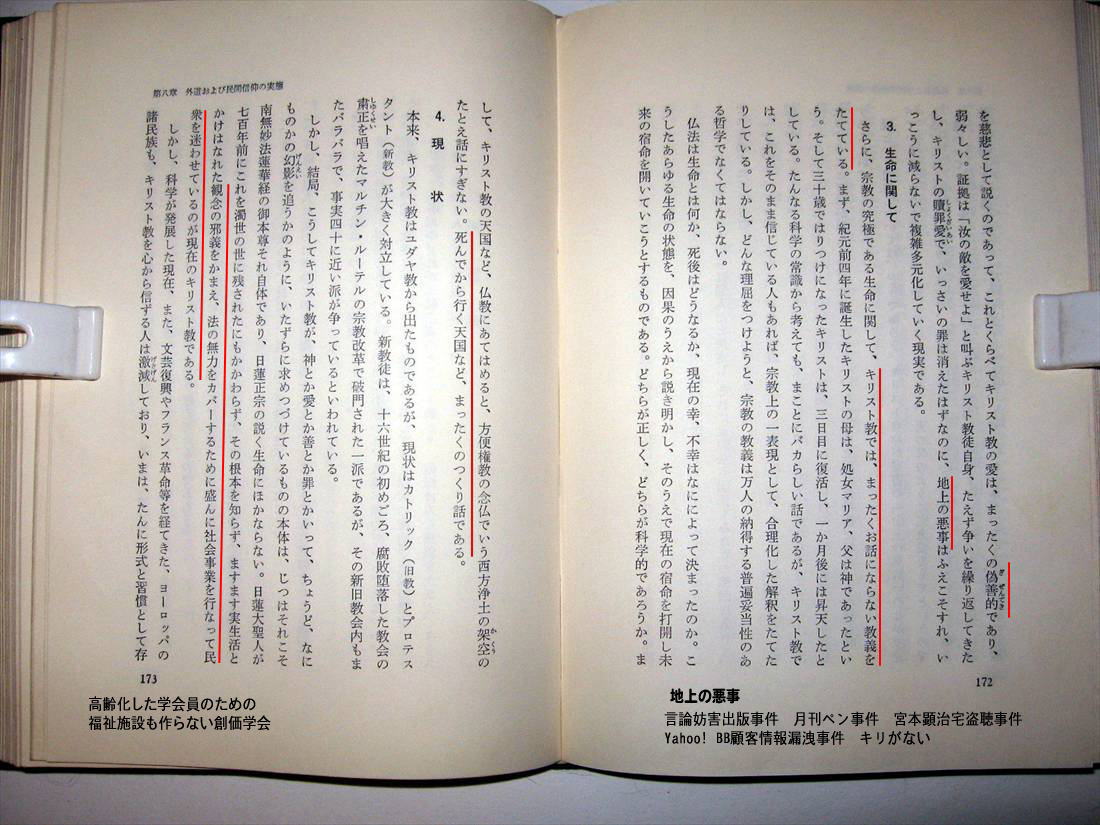 を慈悲として説くのであって、これとくらべてキリスト教の愛は、まったくの偽善的であり、
弱々しい。証拠は「汝の敵を愛せよ」と叫ぶキリスト教徒自身、たえず争いを繰り返してきた
し、キリストの贖罪愛で、いっさいの罪は消えたはずなのに、地上の悪事はふえこそすれ、い
っこうに減らないで複雑多元化していく現実である。
3. 生命に関して
さらに、宗教の究極である生命に関して、キリスト教では、まったくお話にならない教義を
たてている。まず、紀元前四年に誕生したキリストの母は、処女マリア、父は神であったとい
う。そして三十歳ではりつけになったキリストは、三日目に復活し、一か月後には昇天したと
している。たんなる科学の常識から考えても、まことにバカらしい話であるが、キリスト教で
は、これをそのまま信じている人もあれば、宗教上の一表現として、合理化した解釈をたてた
りしている。しかし、どんな理屈をつけようと、宗教の教義は万人の納得する普遍妥当性のあ
る哲学でなくてはならない。
仏法は生命とは何か、死後はどうなるか、現在の幸、不幸はなにによって決まったのか。こ
うしたあらゆる生命の状態を、因果のうえから説き明かし、そのうえで現在の宿命を打開し未
来の宿命を開いていこうとするものである。どちらが正しく、どちらが科学的であろうか。ま
172
地上の悪事
言論妨害出版事件 月刊ペン事件 宮本顕治宅盗聴事件
Yahoo! BB顧客情報漏洩事件 キリがない
第八章 外道および民間信仰の実態
して、キリスト教の天国など、仏教にあてはめると、方便権教の念仏でいう西方浄土の架空の
たとえ話にすぎない。死んでから行く天国など、まったくのつくり話である。
4. 現状
本来、キリスト教はユダヤ教から出たものであるが、現状はカトリック（旧教）とプロテス
タント（新教）が大きく対立している。新教徒は、十六世紀の初めごろ、腐敗堕落した教会の
粛正を唱えたマルチン・ルーテルの宗教改革で破門された一派であるが、その新旧教会内もま
たバラバラで、事実四十に近い派が争っているといわれている。
しかし、結局、こうしてキリスト教が、神とか愛とか善とか罪とかいって、ちょうど、なに
ものかの幻影を追うかのように、いたずらに求めつづけているものの本体は、じつはそれこそ
南無妙法蓮華経の御本尊それ自体であり、日蓮正宗の説く生命にほかならない。日蓮大聖人が
七百年前にこれを濁世の世に残されたにもかかわらず、その根本を知らず、ますます実生活と
かけはなれた観念の邪義をかまえ、法の無力をカバーするために盛んに社会事業を行なって民
衆を迷わせているのが現在のキリスト教である。
しかし、科学が発展した現在、また、文芸復興やフランス革命等を経てきた、ヨーロッパの
諸民族も、キリスト教を心から信ずる人は激減しており、いまは、たんに形式と習慣として存
173
高齢化した学会員のための
福祉施設も作らない創価学会